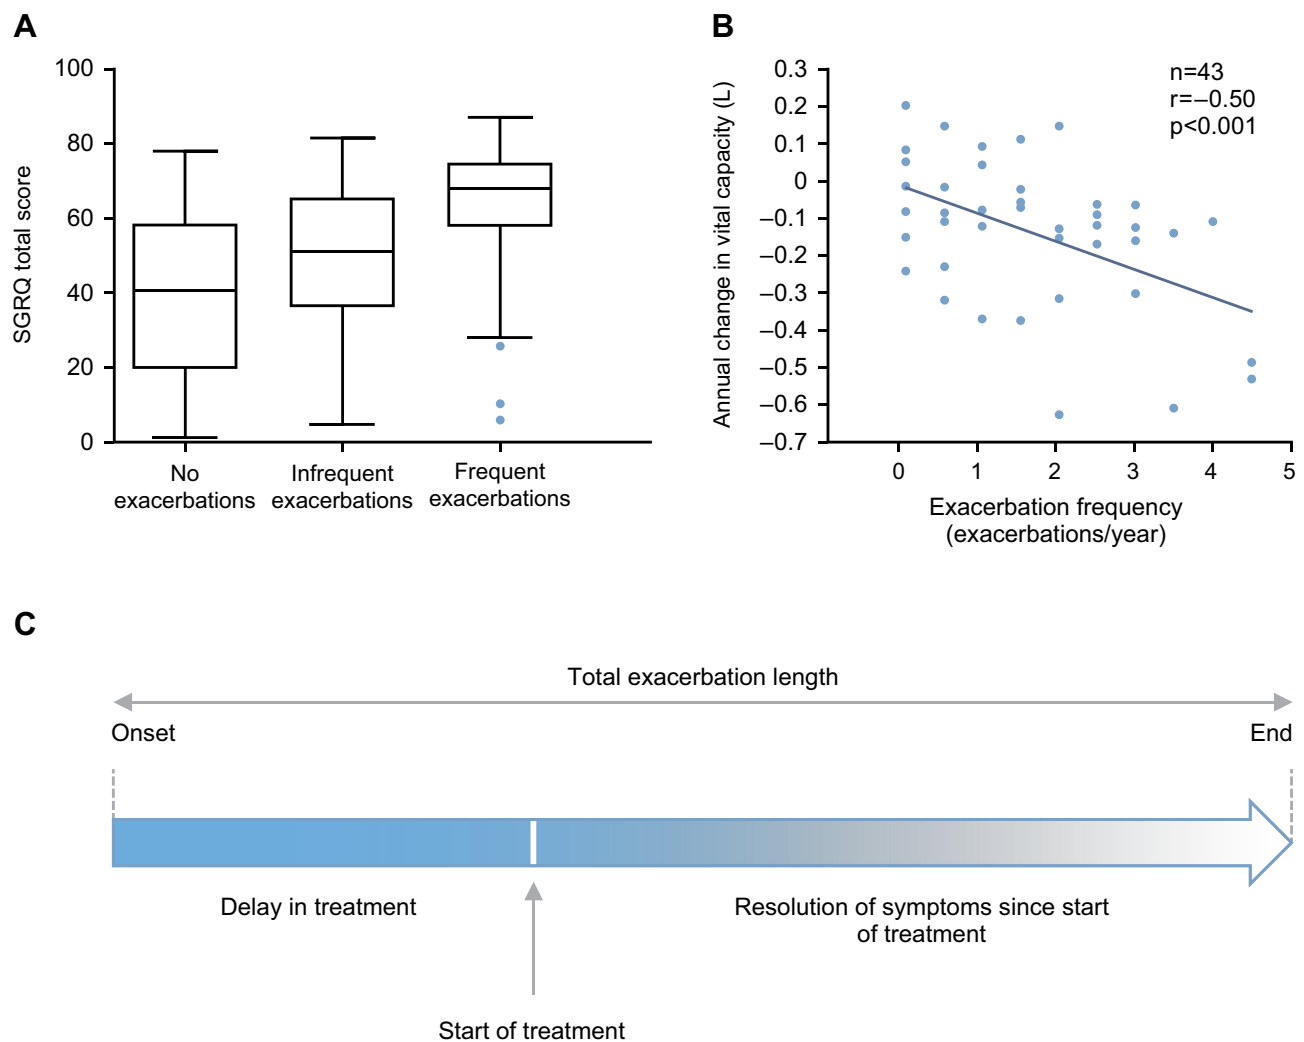 A
SGRQ total score
100
80
60
40
20
0
No
exacerbations
Infrequent
exacerbations
Frequent
exacerbations
B
Annual change in vital capacity (L)
0.3
0.2
0.1
0
–0.1
–0.2
–0.3
–0.4
–0.5
–0.6
–0.7
n=43
r=–0.50
p<0.001
0 1 2 3 4 5
Exacerbation frequency
(exacerbations/year)
C
Total exacerbation length
Onset
End
Delay in treatment
Resolution of symptoms since start
of treatment
Start of treatment